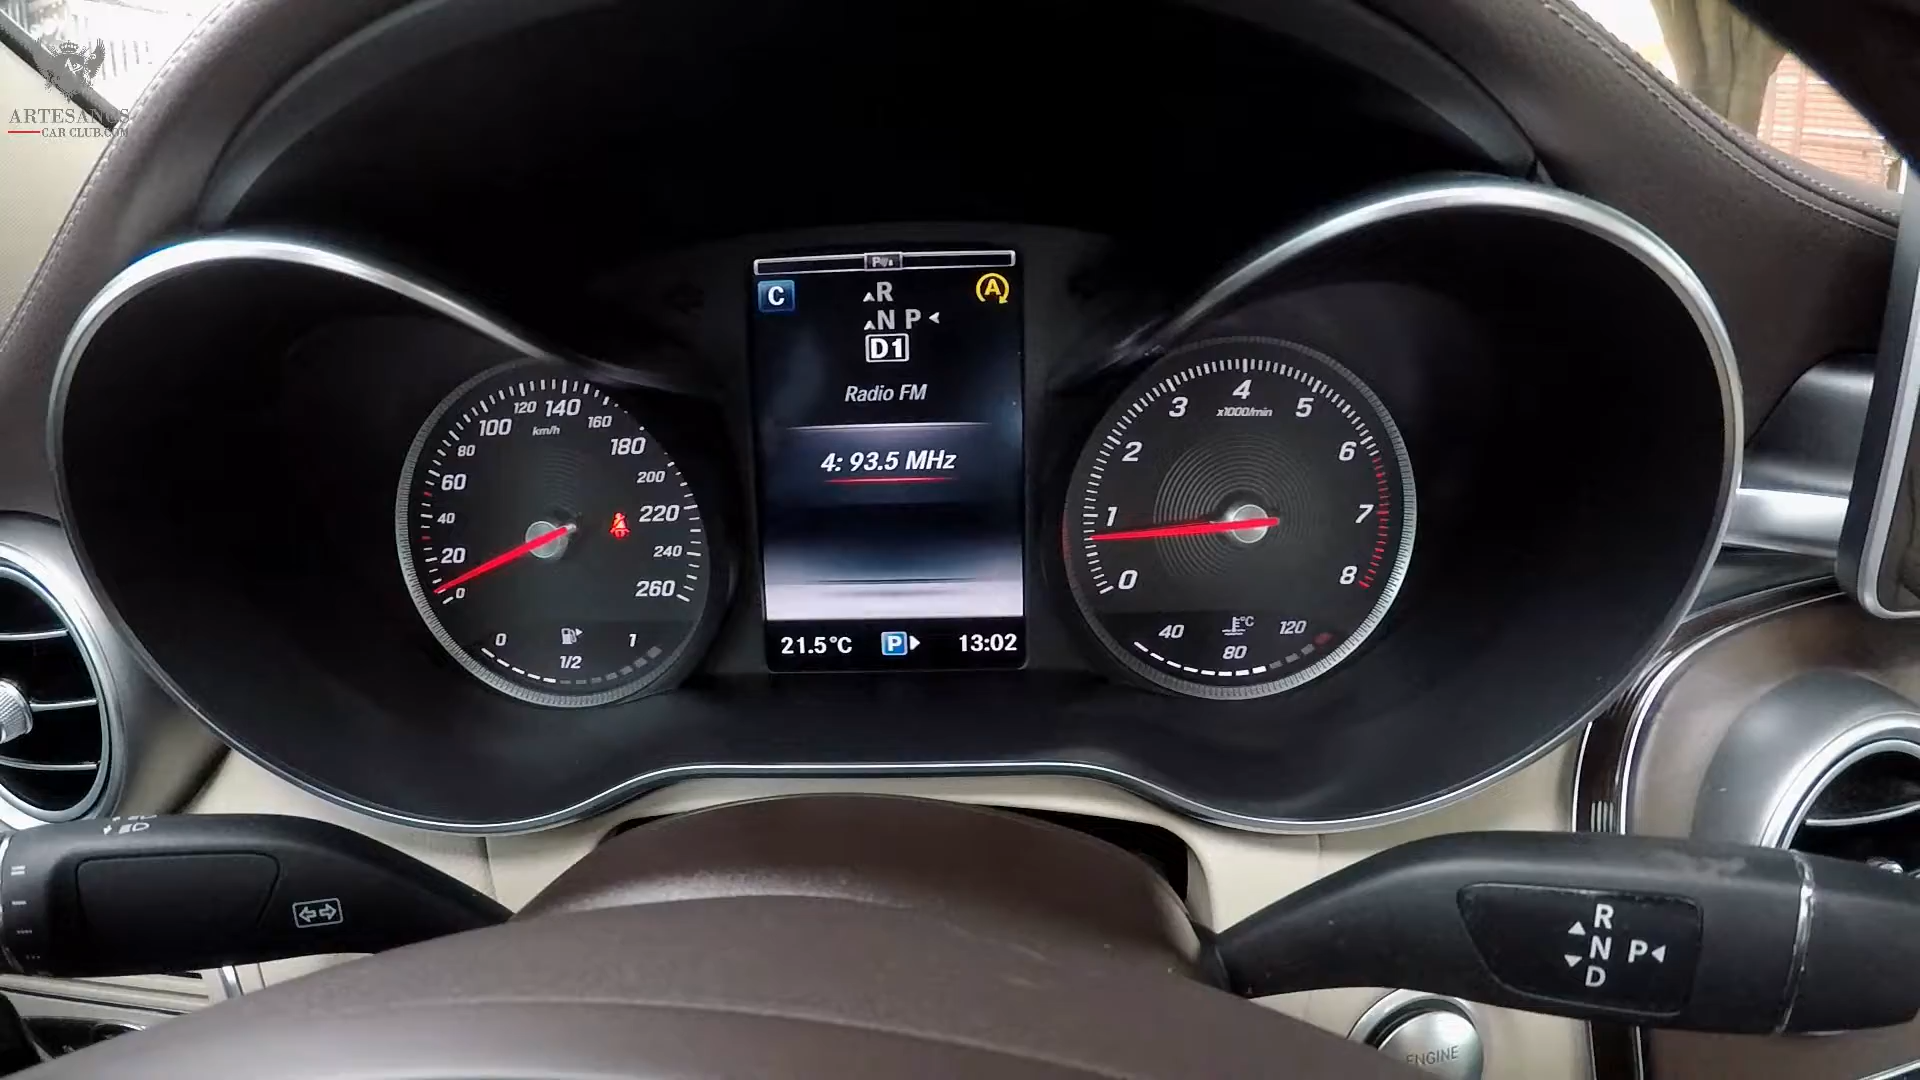 ARTESANOS
CAR CLUB.COM
C
R
A
N P
D1
Radio FM
4: 93.5 MHz
21.5°C
P
13:02
0
20
40
60
80
100
120
140
160
180
200
220
240
260
km/h
0
1/2
1
0
1
2
3
4
5
6
7
8
x1000/min
40
80
120
°C
R
N P
D
ENGINE